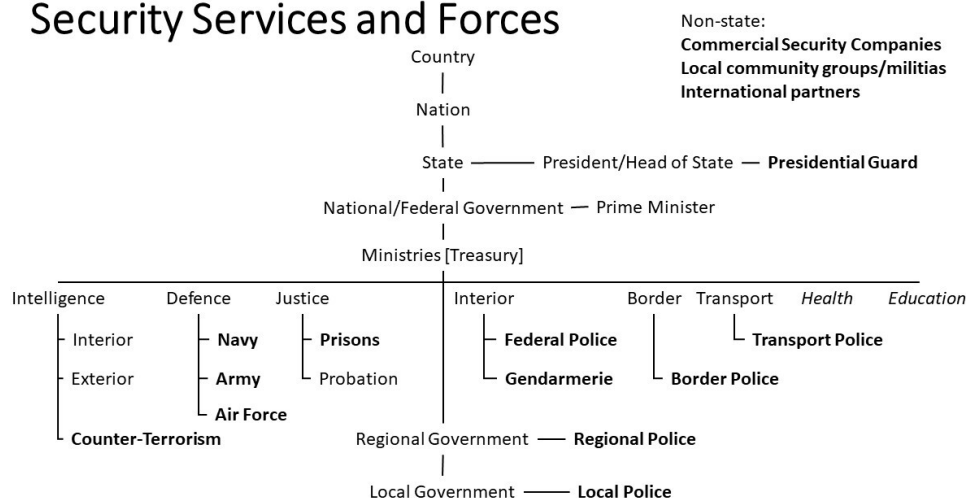 Security Services and Forces
Non-state:
Commercial Security Companies
Local community groups/militias
International partners
Country
Nation
State President/Head of State Presidential Guard
National/Federal Government Prime Minister
Ministries [Treasury]
Intelligence Defence Justice Interior Border Transport Health Education
Interior Navy Prisons Federal Police Transport Police
Exterior Army Probation Gendarmerie Border Police
Air Force
Counter-Terrorism Regional Government Regional Police
Local Government Local Police